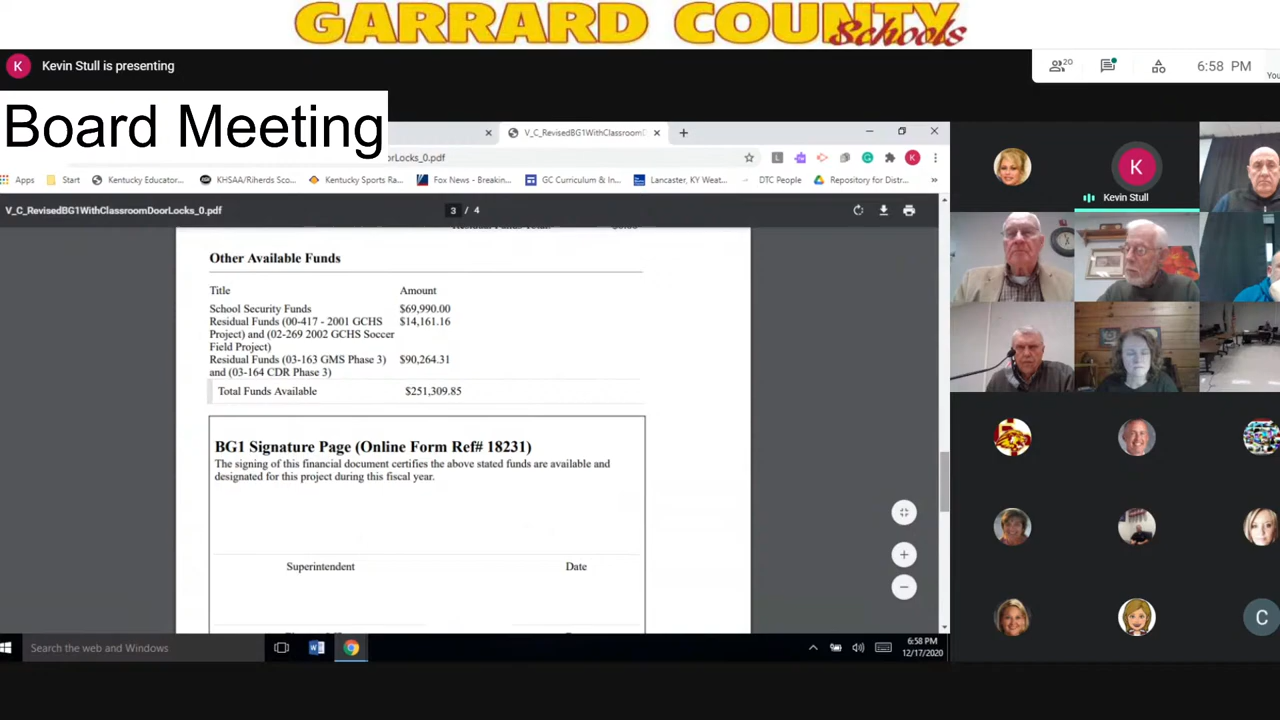 GARRARD COUNTY
Schools
Kevin Stull is presenting
20
6:58 PM
You
Board Meeting
V_C_RevisedBG1WithClassroomD
orLocks_0.pdf
K
Apps
Start
Kentucky Educator...
KHSAA/Riherds Sco...
Kentucky Sports Ra...
Fox News - Breakin...
GC Curriculum & In...
Lancaster, KY Weat...
DTC People
Repository for Distr...
V_C_RevisedBG1WithClassroomDoorLocks_0.pdf
3 / 4
K
Kevin Stull
Other Available Funds
Title Amount
School Security Funds $69,990.00
Residual Funds (00-417 - 2001 GCHS $14,161.16
Project) and (02-269 2002 GCHS Soccer
Field Project)
Residual Funds (03-163 GMS Phase 3) $90,264.31
and (03-164 CDR Phase 3)
Total Funds Available $251,309.85
BG1 Signature Page (Online Form Ref# 18231)
The signing of this financial document certifies the above stated funds are available and
designated for this project during this fiscal year.
Superintendent Date
C
Search the web and Windows
6:58 PM
12/17/2020